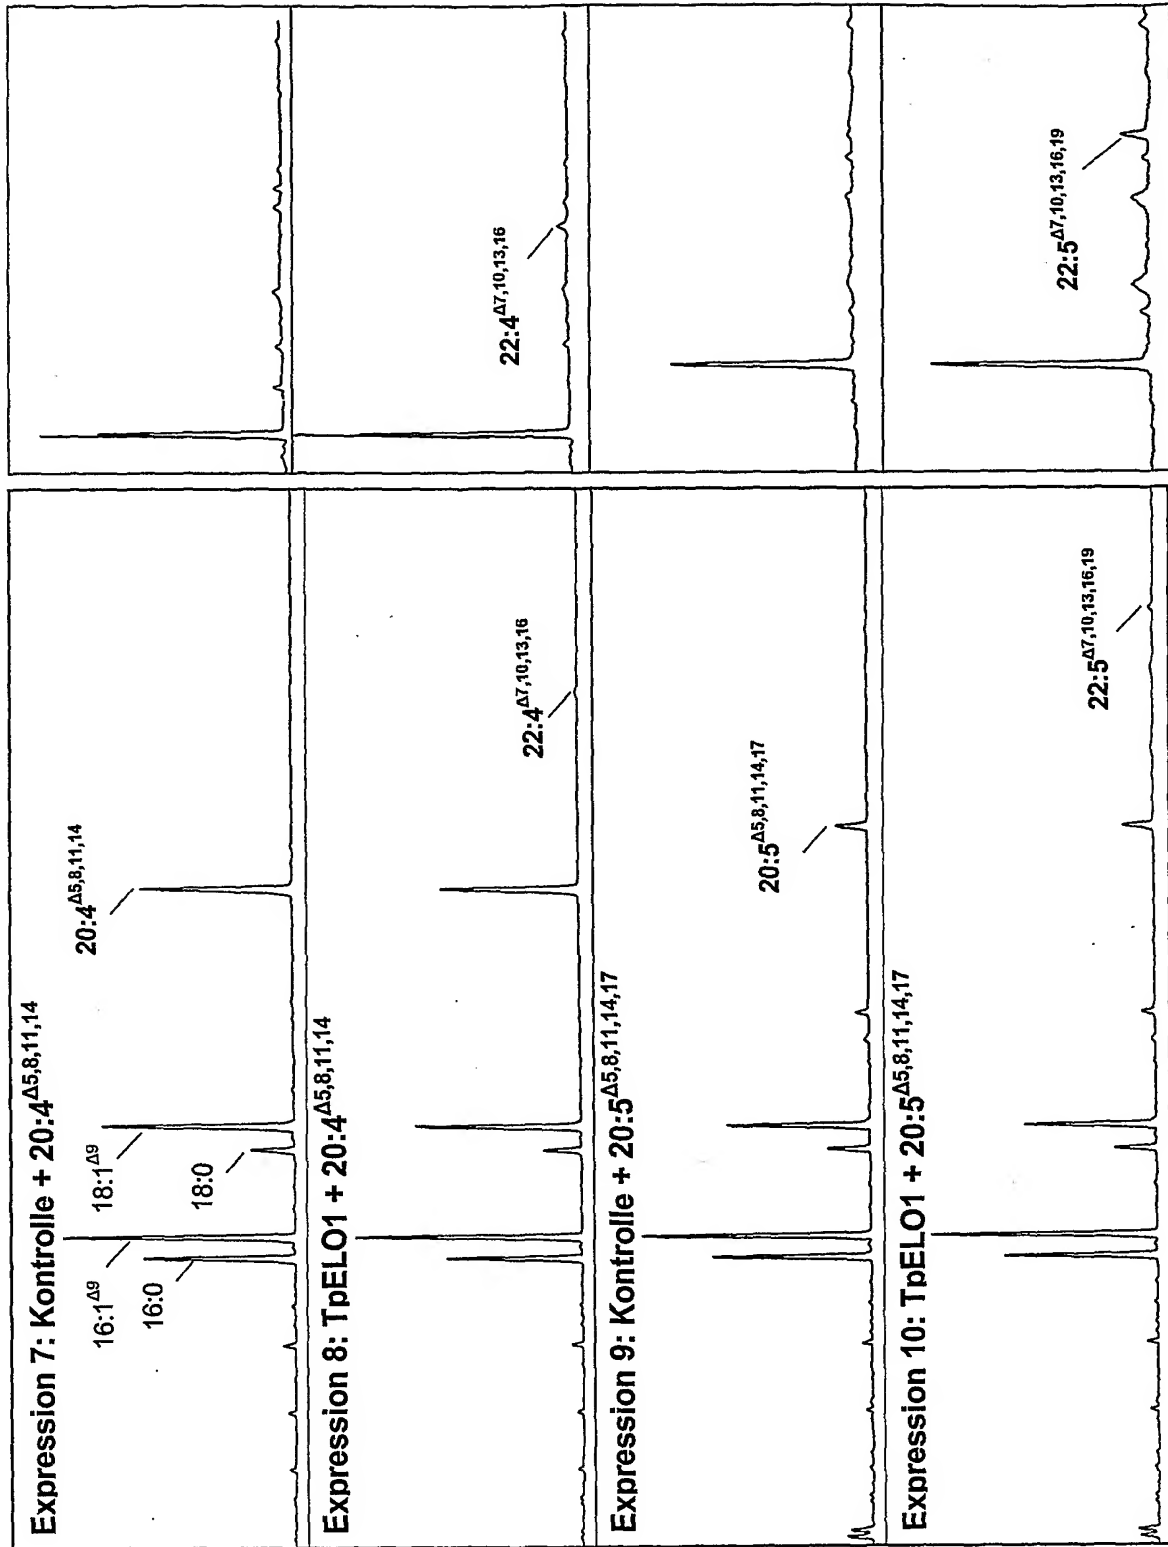 Expression 7: Kontrolle + 20:4Δ5,8,11,14
16:1Δ9
16:0
18:1Δ9
18:0
20:4Δ5,8,11,14
Expression 8: TpELO1 + 20:4Δ5,8,11,14
22:4Δ7,10,13,16
22:4Δ7,10,13,16
Expression 9: Kontrolle + 20:5Δ5,8,11,14,17
20:5Δ5,8,11,14,17
Expression 10: TpELO1 + 20:5Δ5,8,11,14,17
22:5Δ7,10,13,16,19
22:5Δ7,10,13,16,19